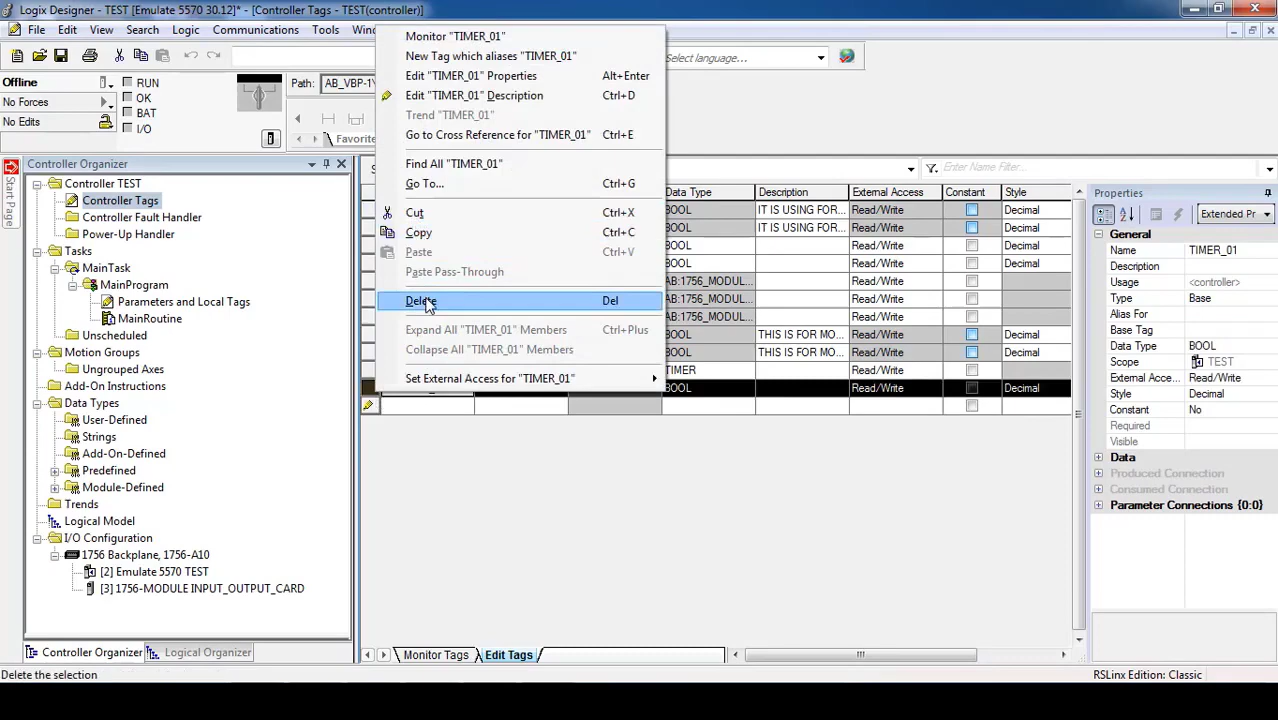 Logix Designer - TEST [Emulate 5570 30.12]* - [Controller Tags - TEST(controller)]
File Edit View Search Logic Communications Tools
Select language...
Offline
RUN
Path: AB_VBP-1\
No Forces
OK
No Edits
BAT
I/O
Favorite
Start Page
Controller Organizer
Controller TEST
Controller Tags
Controller Fault Handler
Power-Up Handler
Tasks
MainTask
MainProgram
Parameters and Local Tags
MainRoutine
Unscheduled
Motion Groups
Ungrouped Axes
Add-On Instructions
Data Types
User-Defined
Strings
Add-On-Defined
Predefined
Module-Defined
Trends
Logical Model
I/O Configuration
1756 Backplane, 1756-A10
[2] Emulate 5570 TEST
[3] 1756-MODULE INPUT_OUTPUT_CARD
Controller Organizer Logical Organizer
Monitor "TIMER_01"
New Tag which aliases "TIMER_01"
Edit "TIMER_01" Properties Alt+Enter
Edit "TIMER_01" Description Ctrl+D
Trend "TIMER_01"
Go to Cross Reference for "TIMER_01" Ctrl+E
Find All "TIMER_01"
Go To... Ctrl+G
Cut Ctrl+X
Copy Ctrl+C
Paste Ctrl+V
Paste Pass-Through
Delete Del
Expand All "TIMER_01" Members Ctrl+Plus
Collapse All "TIMER_01" Members
Set External Access for "TIMER_01"
Enter Name Filter...
Data Type Description External Access Constant Style
BOOL IT IS USING FOR... Read/Write Decimal
BOOL IT IS USING FOR... Read/Write Decimal
BOOL Read/Write Decimal
BOOL Read/Write Decimal
AB:1756_MODUL... Read/Write
AB:1756_MODUL... Read/Write
AB:1756_MODUL... Read/Write
BOOL THIS IS FOR MO... Read/Write Decimal
BOOL THIS IS FOR MO... Read/Write Decimal
TIMER Read/Write
BOOL Read/Write Decimal
Monitor Tags Edit Tags
Properties
Extended Pr
General
Name TIMER_01
Description
Usage <controller>
Type Base
Alias For
Base Tag
Data Type BOOL
Scope TEST
External Acce... Read/Write
Style Decimal
Constant No
Required
Visible
Data
Produced Connection
Consumed Connection
Parameter Connections {0:0}
Delete the selection
RSLinx Edition: Classic